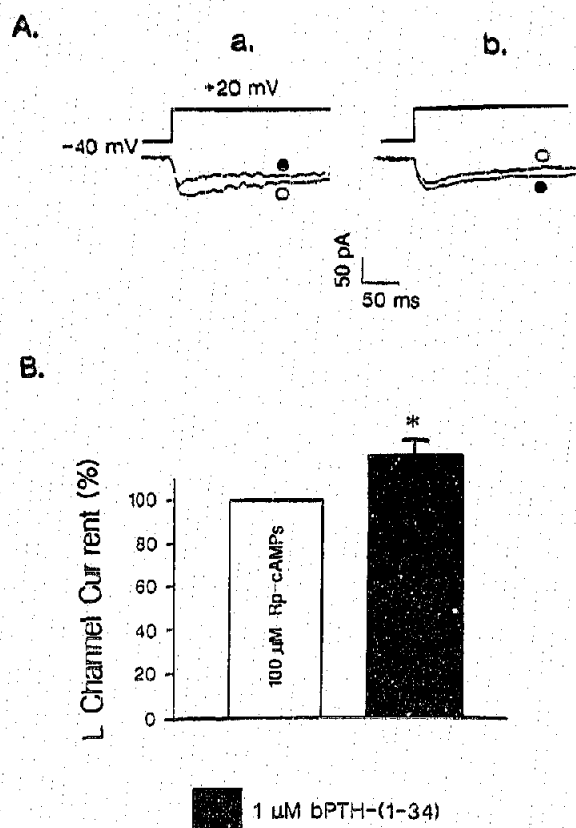 A.
a.
b.
+20 mV
-40 mV
50 pA
50 ms
B.
*
L Channel Current (%)
100
80
60
40
20
0
100 µM Rp-cAMPs
1 µM bPTH-(1-34)